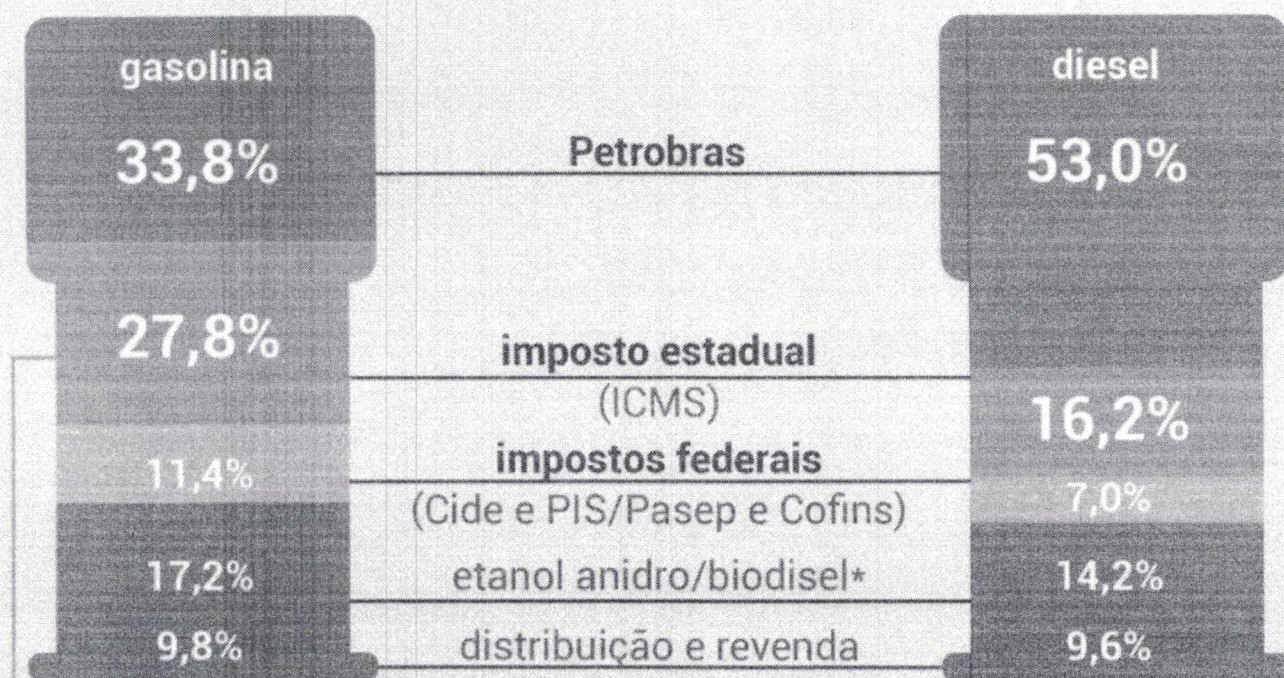 gasolina
diesel
33,8%
Petrobras
53,0%
27,8%
imposto estadual
(ICMS)
16,2%
11,4%
impostos federais
(Cide e PIS/Pasep e Cofins)
7,0%
17,2%
etanol anidro/biodisel*
14,2%
9,8%
distribuição e revenda
9,6%